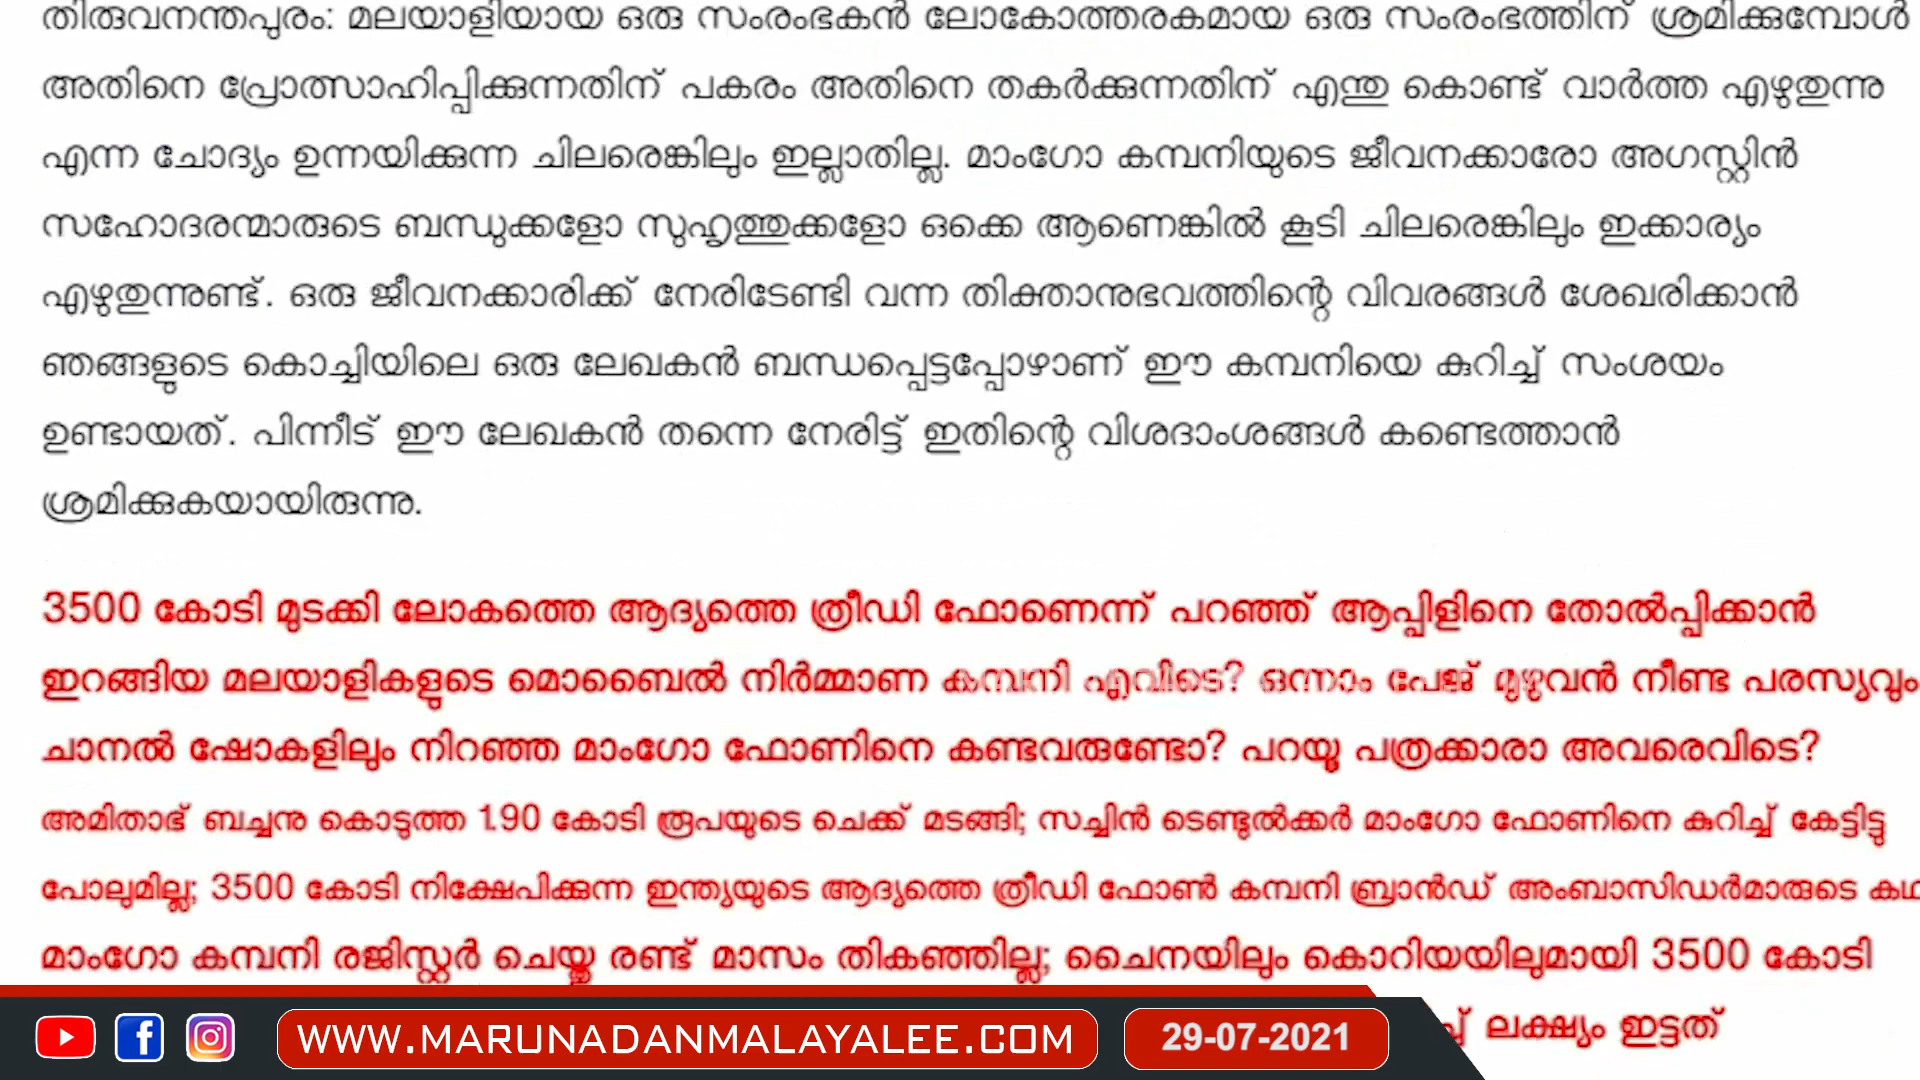 തിരുവനന്തപുരം: മലയാളിയായ ഒരു സംരംഭകൻ ലോകോത്തരകമായ ഒരു സംരംഭത്തിന് ശ്രമിക്കുമ്പോൾ
അതിനെ പ്രോത്സാഹിപ്പിക്കുന്നതിന് പകരം അതിനെ തകർക്കുന്നതിന് എന്തു കൊണ്ട് വാർത്ത എഴുതുന്നു
എന്ന ചോദ്യം ഉന്നയിക്കുന്ന ചിലരെങ്കിലും ഇല്ലാതില്ല. മാംഗോ കമ്പനിയുടെ ജീവനക്കാരോ അഗസ്റ്റിൻ
സഹോദരന്മാരുടെ ബന്ധുക്കളോ സുഹൃത്തുക്കളോ ഒക്കെ ആണെങ്കിൽ കൂടി ചിലരെങ്കിലും ഇക്കാര്യം
എഴുതുന്നുണ്ട്. ഒരു ജീവനക്കാരിക്ക് നേരിടേണ്ടി വന്ന തിക്താനുഭവത്തിന്റെ വിവരങ്ങൾ ശേഖരിക്കാൻ
ഞങ്ങളുടെ കൊച്ചിയിലെ ഒരു ലേഖകൻ ബന്ധപ്പെട്ടപ്പോഴാണ് ഈ കമ്പനിയെ കുറിച്ച് സംശയം
ഉണ്ടായത്. പിന്നീട് ഈ ലേഖകൻ തന്നെ നേരിട്ട് ഇതിന്റെ വിശദാംശങ്ങൾ കണ്ടെത്താൻ
ശ്രമിക്കുകയായിരുന്നു.
3500 കോടി മുടക്കി ലോകത്തെ ആദ്യത്തെ ത്രീഡി ഫോണെന്ന് പറഞ്ഞ് ആപ്പിളിനെ തോൽപ്പിക്കാൻ
ഇറങ്ങിയ മലയാളികളുടെ മൊബൈൽ നിർമ്മാണ കമ്പനി എവിടെ? ഒന്നാം പേജ് മുഴുവൻ നീണ്ട പരസ്യവും
ചാനൽ ഷോകളിലും നിറഞ്ഞ മാംഗോ ഫോണിനെ കണ്ടവരുണ്ടോ? പറയൂ പത്രക്കാരാ അവരെവിടെ?
അമിതാഭ് ബച്ചനു കൊടുത്ത 1.90 കോടി രൂപയുടെ ചെക്ക് മടങ്ങി; സച്ചിൻ ടെണ്ടുൽക്കർ മാംഗോ ഫോണിനെ കുറിച്ച് കേട്ടിട്ടു
പോലുമില്ല; 3500 കോടി നിക്ഷേപിക്കുന്ന ഇന്ത്യയുടെ ആദ്യത്തെ ത്രീഡി ഫോൺ കമ്പനി ബ്രാൻഡ് അംബാസിഡർമാരുടെ
മാംഗോ കമ്പനി രജിസ്റ്റർ ചെയ്തു രണ്ട് മാസം തികഞ്ഞില്ല; ചൈനയിലും കൊറിയയിലുമായി 3500 കോടി
ലക്ഷ്യം ഇട്ടത്
WWW.MARUNADANMALAYALEE.COM
29-07-2021